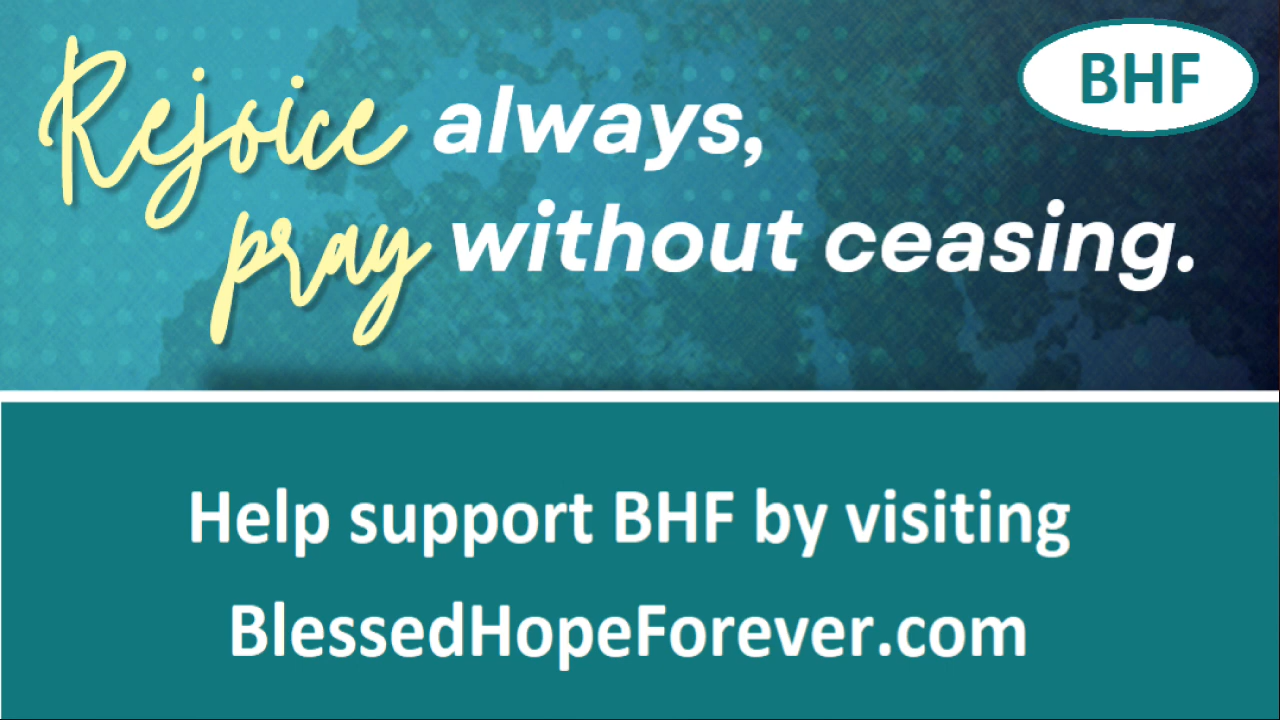 BHF
Rejoice always,
pray without ceasing.
Help support BHF by visiting
BlessedHopeForever.com